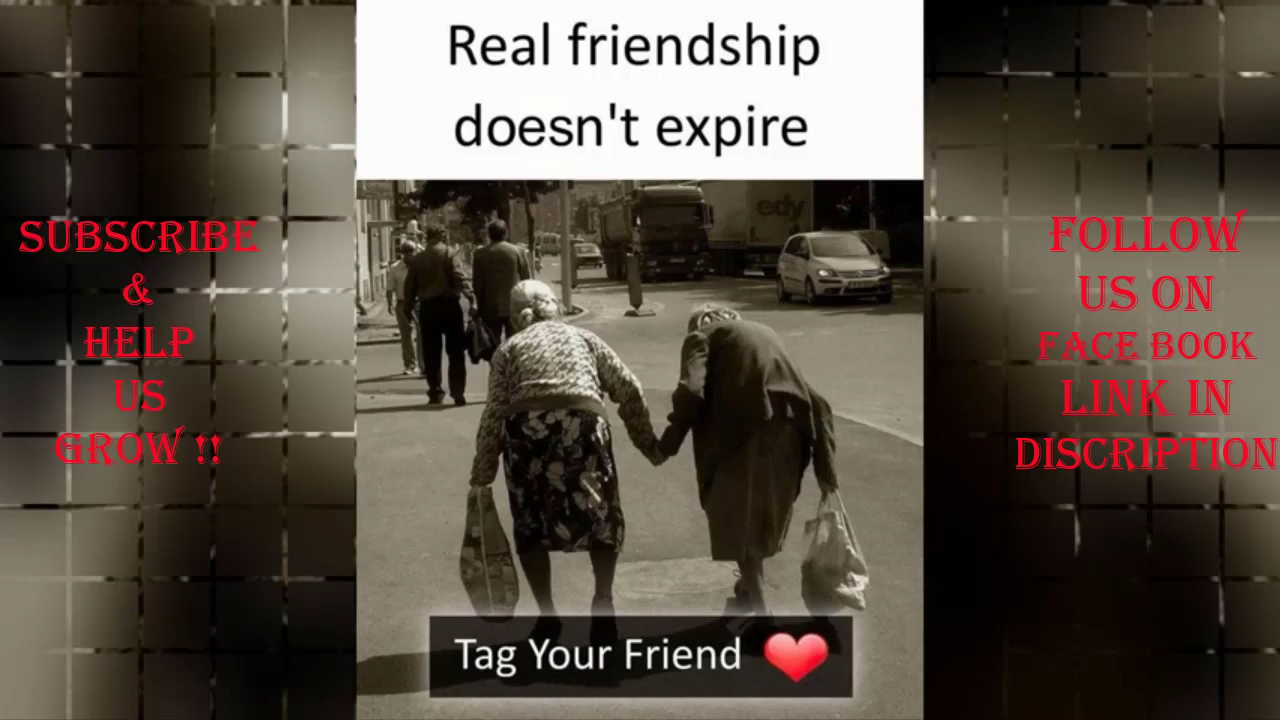 Real friendship
doesn't expire
SUBSCRIBE
&
HELP
US
GROW !!
FOLLOW
US ON
FACE BOOK
LINK IN
DISCRIPTION
edy
Tag Your Friend